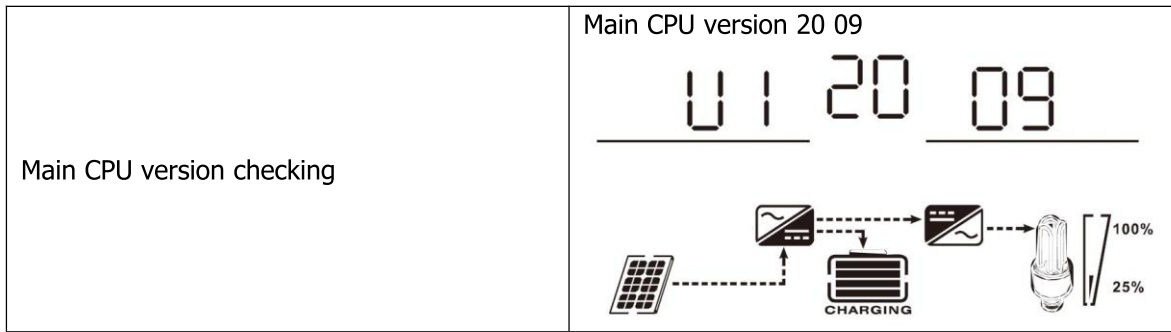 Main CPU version checking
Main CPU version 20 09
U1 20 09
100%
25%
CHARGING